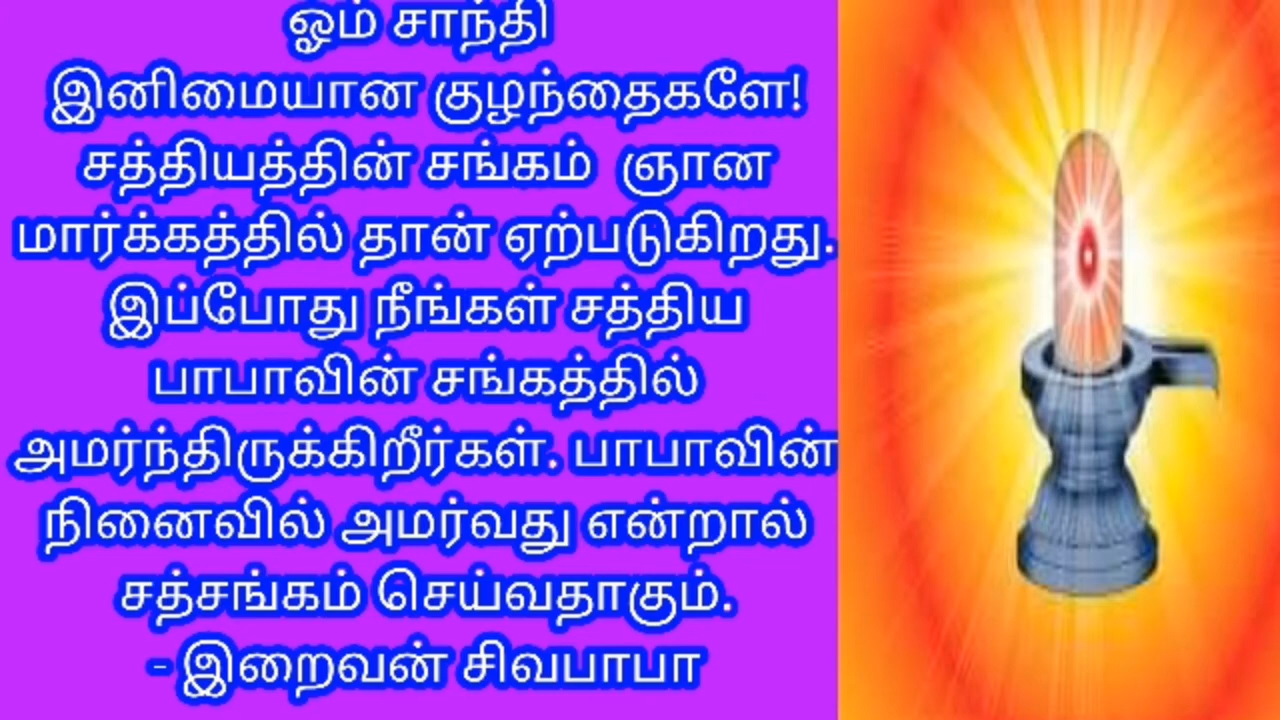 ஓம் சாந்தி
இனிமையான குழந்தைகளே!
சத்தியத்தின் சங்கம் ஞான
மார்க்கத்தில் தான் ஏற்படுகிறது.
இப்போது நீங்கள் சத்திய
பாபாவின் சங்கத்தில்
அமர்ந்திருக்கிறீர்கள். பாபாவின்
நினைவில் அமர்வது என்றால்
சத்சங்கம் செய்வதாகும்.
- இறைவன் சிவபாபா